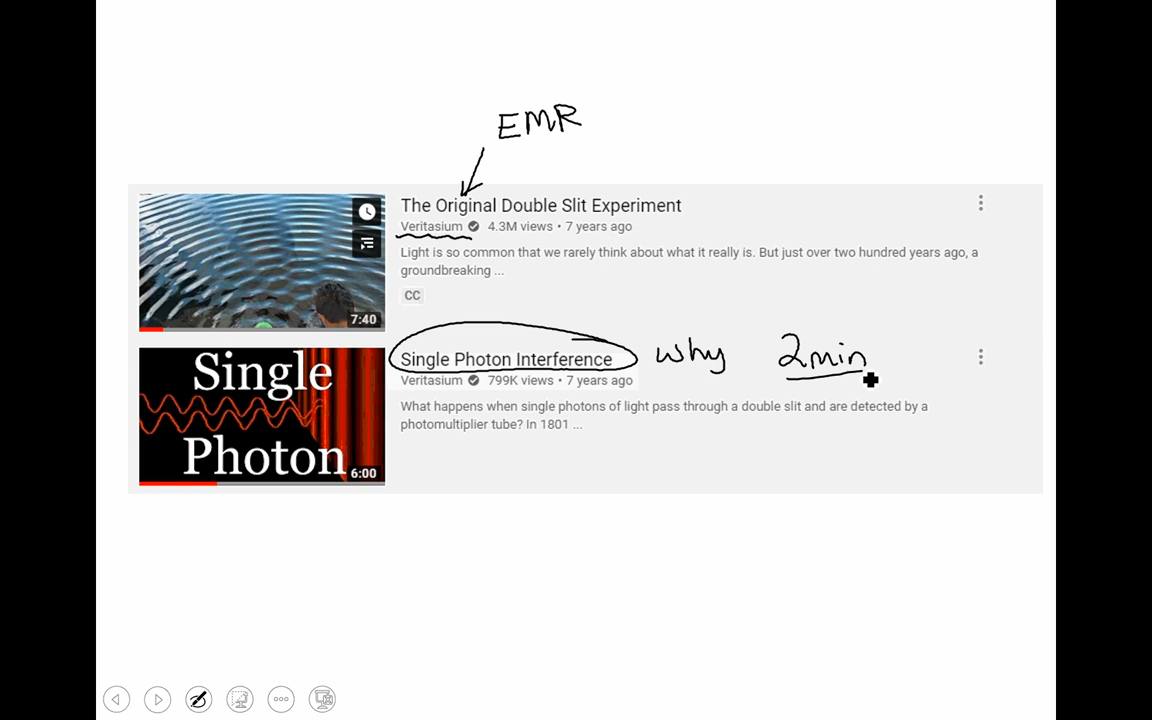 EMR
The Original Double Slit Experiment
Veritasium 4.3M views • 7 years ago
Light is so common that we rarely think about what it really is. But just over two hundred years ago, a
groundbreaking ...
CC
7:40
Single Photon Interference why 2min
Veritasium 799K views • 7 years ago
What happens when single photons of light pass through a double slit and are detected by a
photomultiplier tube? In 1801 ...
Single
Photon
6:00